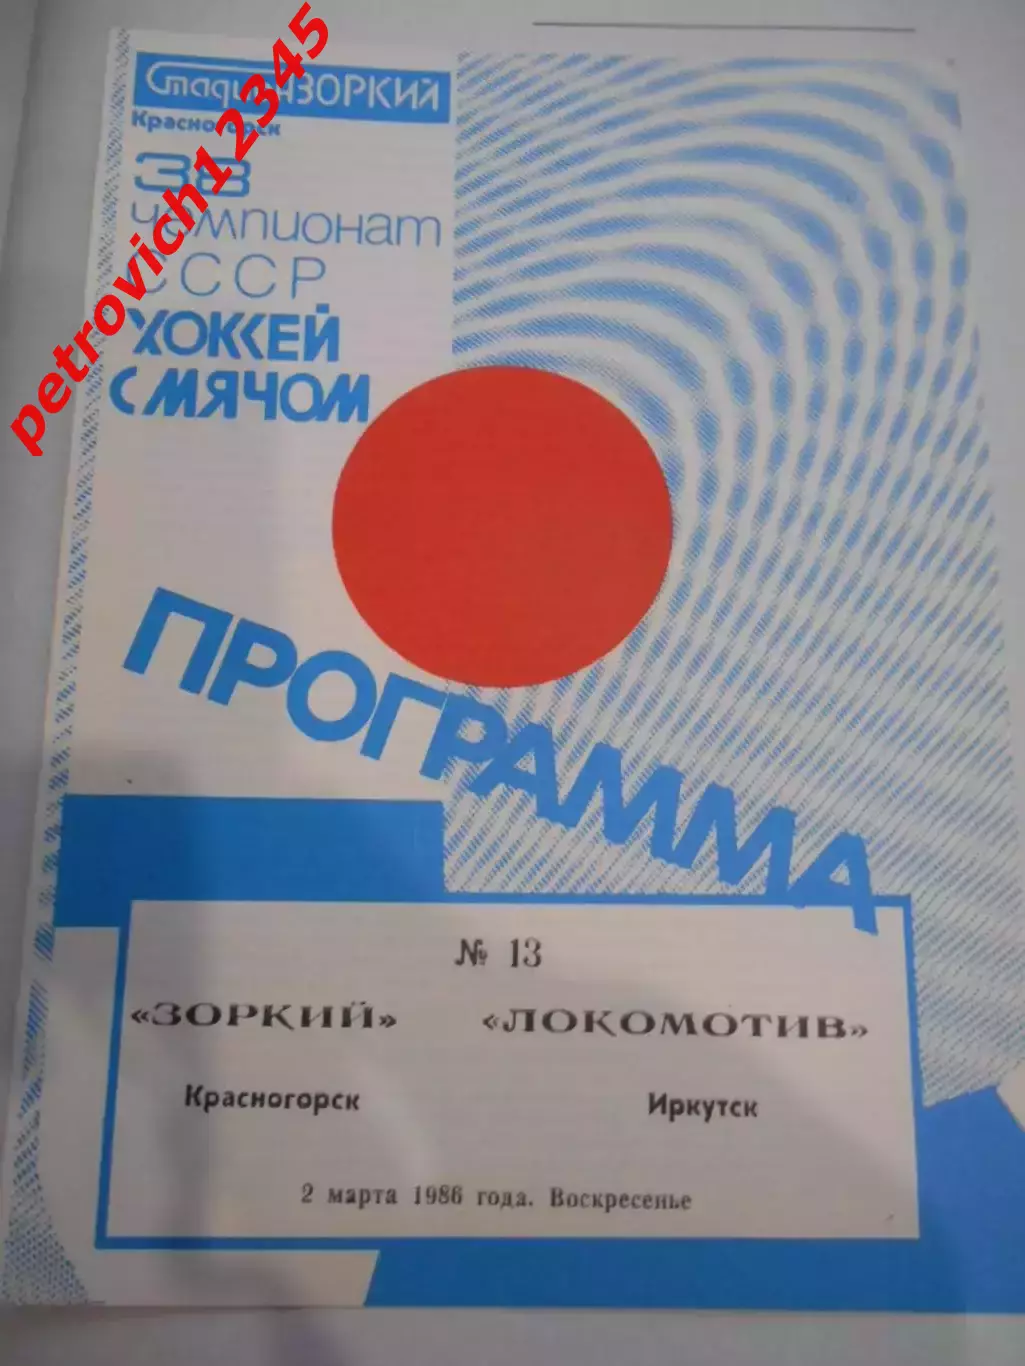 Стадион ЗОРКИЙ
Красногорск
38
чемпионат
СССР
ХОККЕЙ
С МЯЧОМ
petrovich12345
ПРОГРАММА
№ 13
«ЗОРКИЙ» «ЛОКОМОТИВ»
Красногорск Иркутск
2 марта 1986 года. Воскресенье